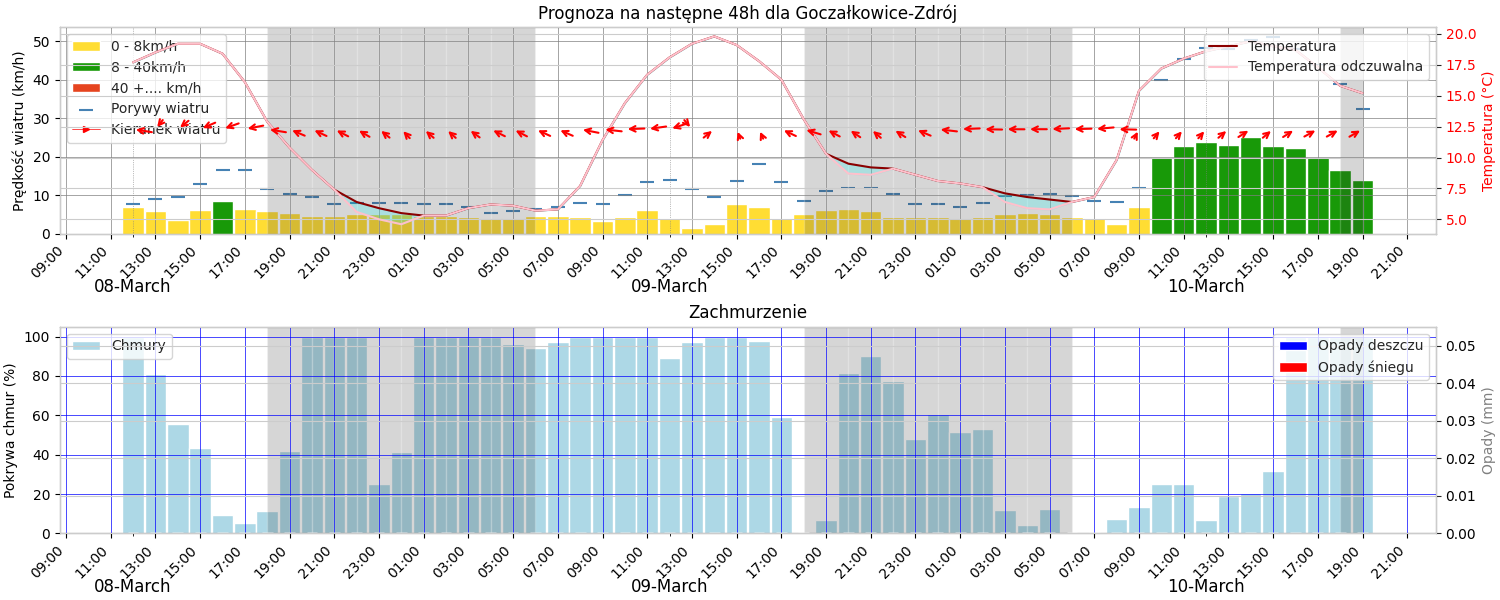 Prognoza na następne 48h dla Goczałkowice-Zdrój
Prędkość wiatru (km/h)
50
40
30
20
10
0
0 - 8km/h
8 - 40km/h
40 +.... km/h
Porywy wiatru
Kierunek wiatru
Temperatura
Temperatura odczuwalna
20.0
17.5
15.0
12.5
10.0
7.5
5.0
Temperatura (°C)
09:00 11:00 13:00 15:00 17:00 19:00 21:00 23:00 01:00 03:00 05:00 07:00 09:00 11:00 13:00 15:00 17:00 19:00 21:00 23:00 01:00 03:00 05:00 07:00 09:00 11:00 13:00 15:00 17:00 19:00 21:00
08-March 09-March 10-March
Zachmurzenie
Pokrywa chmur (%)
100
80
60
40
20
0
Chmury
Opady deszczu
Opady śniegu
0.05
0.04
0.03
0.02
0.01
0.00
Opady (mm)
09:00 11:00 13:00 15:00 17:00 19:00 21:00 23:00 01:00 03:00 05:00 07:00 09:00 11:00 13:00 15:00 17:00 19:00 21:00 23:00 01:00 03:00 05:00 07:00 09:00 11:00 13:00 15:00 17:00 19:00 21:00
08-March 09-March 10-March